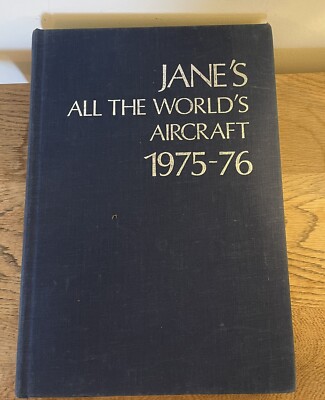 JANE'S
ALL THE WORLD'S
AIRCRAFT
1975-76